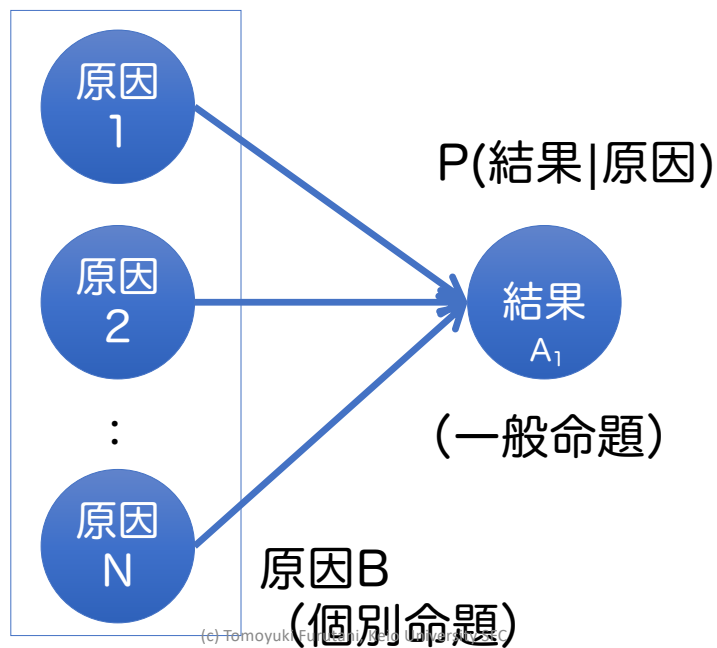 原因
1
P(結果|原因)
原因
2
結果
A₁
:
(一般命題)
原因
N
原因B
(個別命題)
(c) Tomoyuki Furutani, Keio University SFC